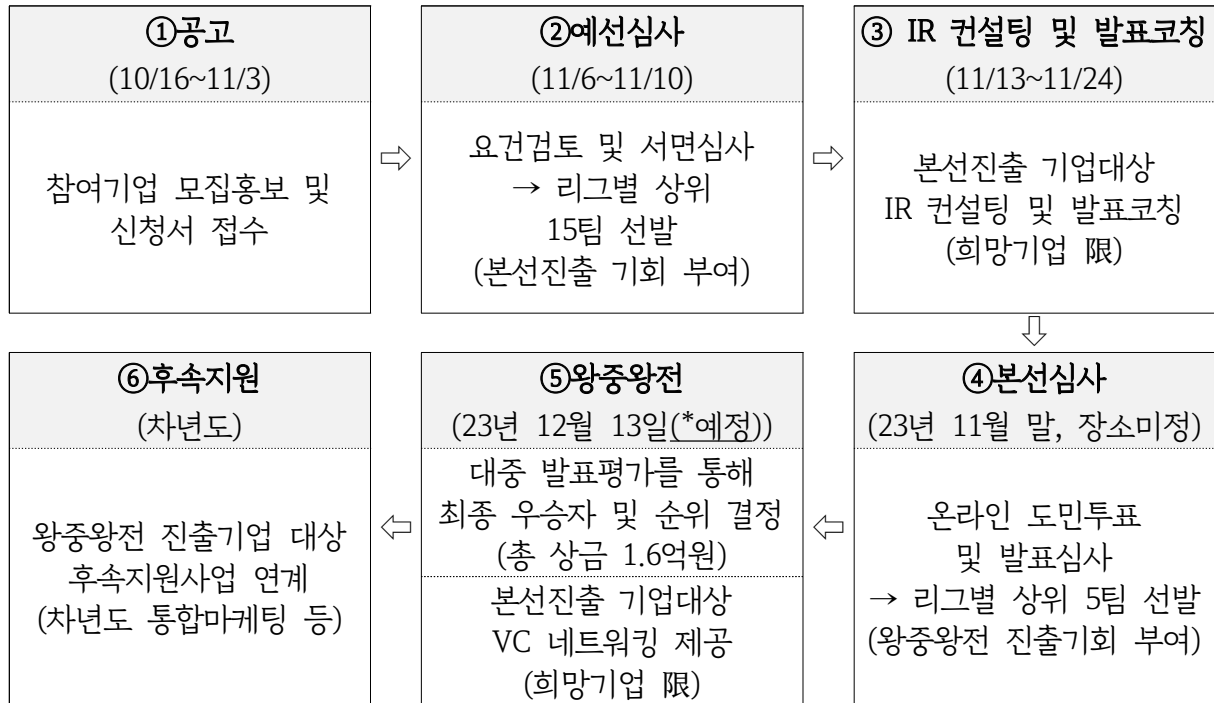 ①공고
(10/16~11/3)
참여기업 모집홍보 및
신청서 접수
⇨
②예선심사
(11/6~11/10)
요건검토 및 서면심사
→ 리그별 상위
15팀 선발
(본선진출 기회 부여)
⇨
③ IR 컨설팅 및 발표코칭
(11/13~11/24)
본선진출 기업대상
IR 컨설팅 및 발표코칭
(희망기업 限)
⇩
④본선심사
(23년 11월 말, 장소미정)
온라인 도민투표
및 발표심사
→ 리그별 상위 5팀 선발
(왕중왕전 진출기회 부여)
⇦
⑤왕중왕전
(23년 12월 13일(*예정))
대중 발표평가를 통해
최종 우승자 및 순위 결정
(총 상금 1.6억원)
본선진출 기업대상
VC 네트워킹 제공
(희망기업 限)
⇦
⑥후속지원
(차년도)
왕중왕전 진출기업 대상
후속지원사업 연계
(차년도 통합마케팅 등)